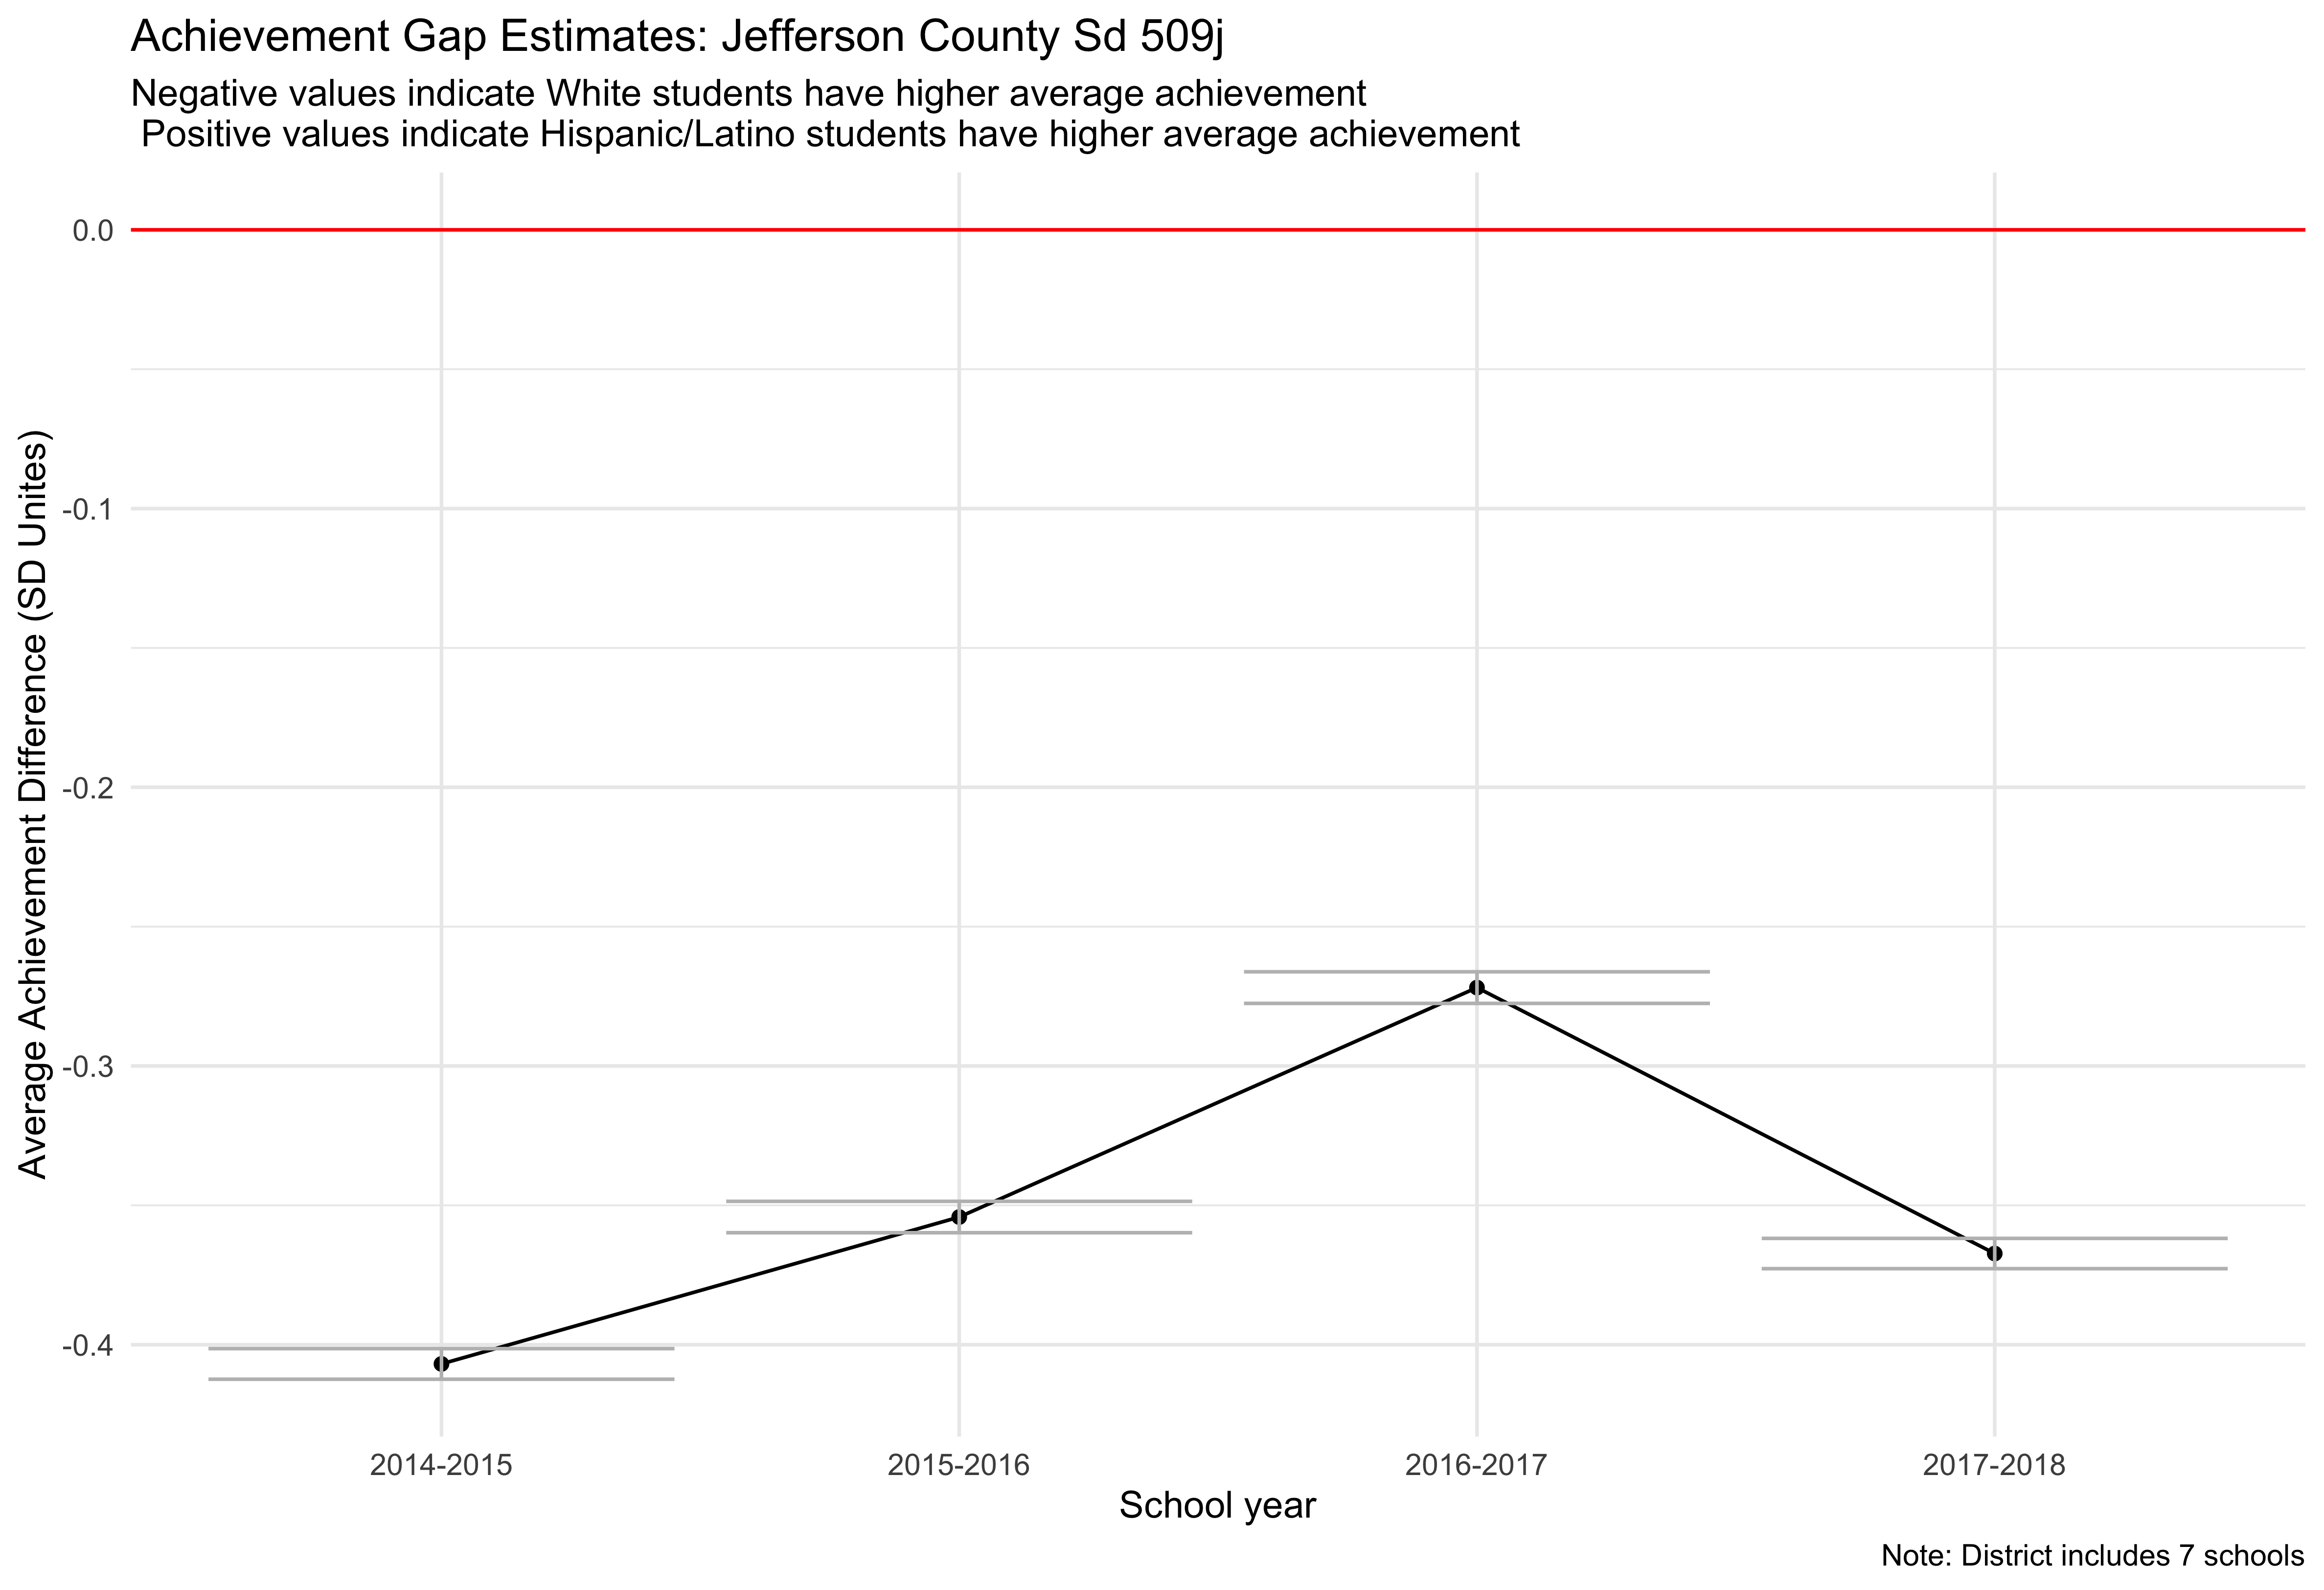 Achievement Gap Estimates: Jefferson County Sd 509j
Negative values indicate White students have higher average achievement
Positive values indicate Hispanic/Latino students have higher average achievement
Average Achievement Difference (SD Unites)
0.0
-0.1
-0.2
-0.3
-0.4
2014-2015
2015-2016
2016-2017
2017-2018
School year
Note: District includes 7 schools